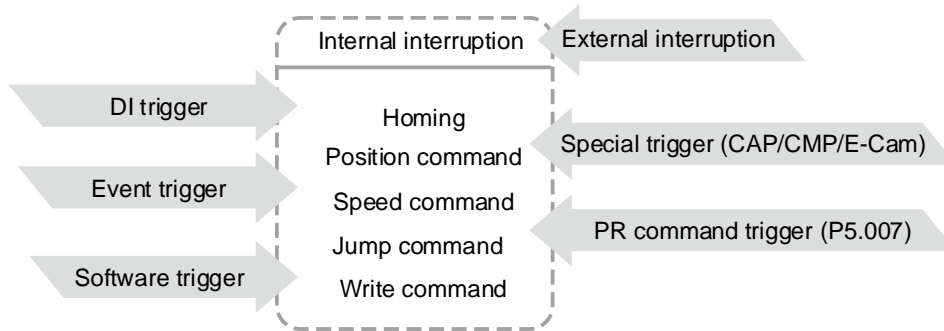 Internal interruption
External interruption
DI trigger
Homing
Position command
Special trigger (CAP/CMP/E-Cam)
Event trigger
Speed command
PR command trigger (P5.007)
Jump command
Software trigger
Write command